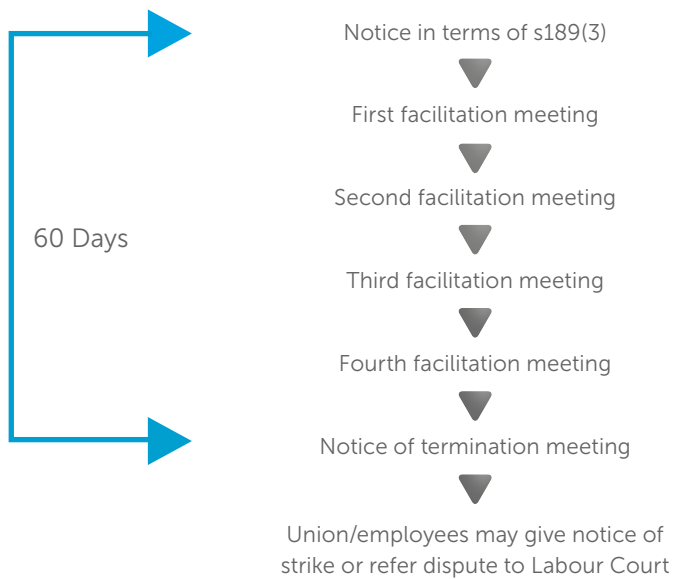 Notice in terms of s189(3)
First facilitation meeting
Second facilitation meeting
60 Days
Third facilitation meeting
Fourth facilitation meeting
Notice of termination meeting
Union/employees may give notice of
strike or refer dispute to Labour Court